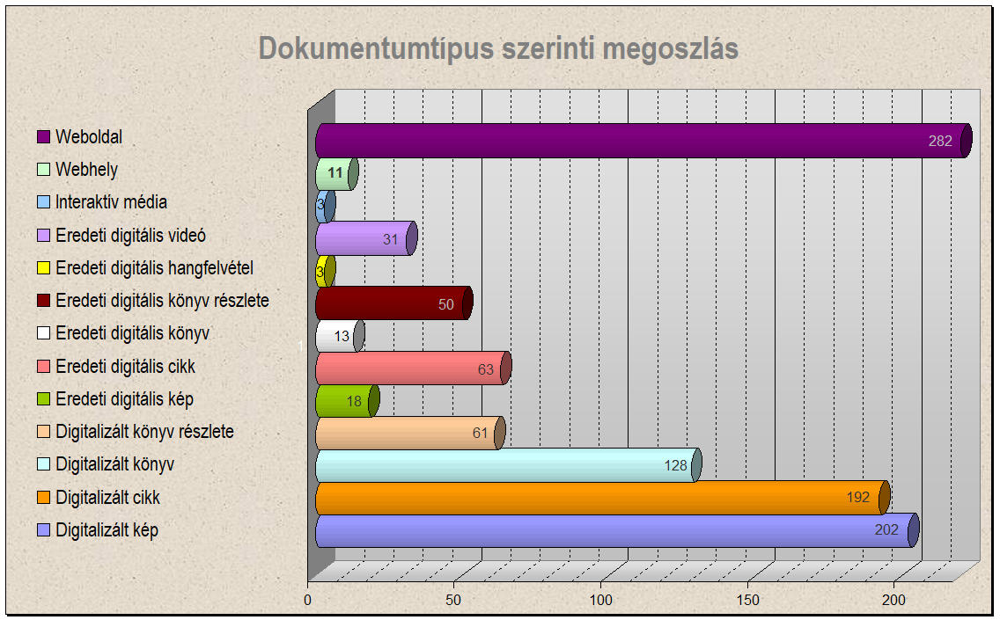 Dokumentumtípus szerinti megoszlás
Weboldal
Webhely
Interaktív média
Eredeti digitális videó
Eredeti digitális hangfelvétel
Eredeti digitális könyv részlete
Eredeti digitális könyv
Eredeti digitális cikk
Eredeti digitális kép
Digitalizált könyv részlete
Digitalizált könyv
Digitalizált cikk
Digitalizált kép
282
11
3
31
3
50
13
1
63
18
61
128
192
202
0 50 100 150 200